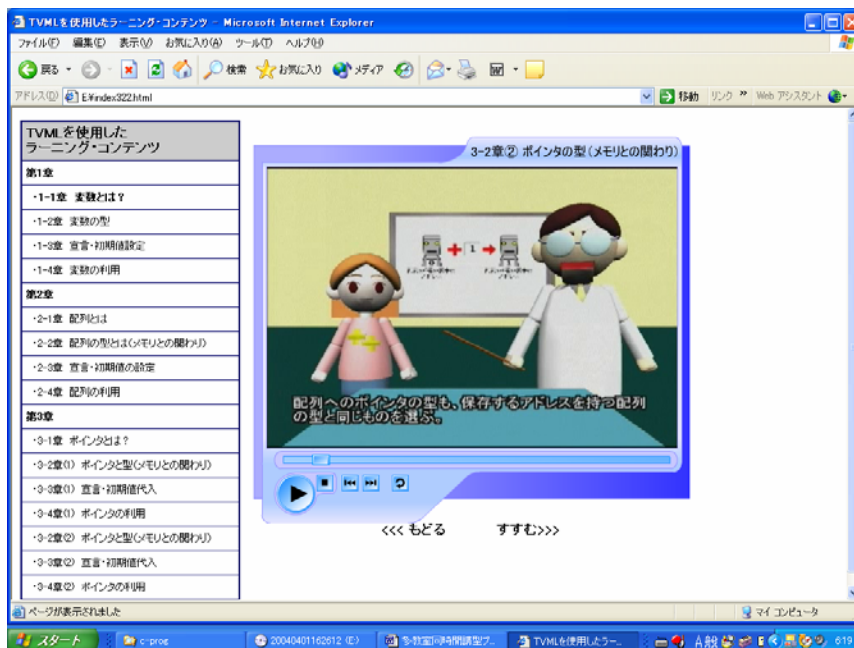 TVMLを使用したラーニング・コンテンツ - Microsoft Internet Explorer
ファイル(F) 編集(E) 表示(V) お気に入り(A) ツール(T) ヘルプ(H)
戻る 検索 お気に入り メディア
アドレス(D) E:¥index322.html 移動 リンク » Web アシスタント
TVMLを使用した
ラーニング・コンテンツ
第1章
・1-1章 変数とは？
・1-2章 変数の型
・1-3章 宣言・初期値設定
・1-4章 変数の利用
第2章
・2-1章 配列とは
・2-2章 配列の型とは(メモリとの関わり)
・2-3章 宣言・初期値の設定
・2-4章 配列の利用
第3章
・3-1章 ポインタとは？
・3-2章(1) ポインタと型(メモリとの関わり)
・3-3章(1) 宣言・初期値代入
・3-4章(1) ポインタの利用
・3-2章(2) ポインタと型(メモリとの関わり)
・3-3章(2) 宣言・初期値代入
・3-4章(2) ポインタの利用
3-2章② ポインタの型(メモリとの関わり)
1
配列へのポインタの型も、保存するアドレスを持つ配列
の型と同じものを選ぶ。
<<< もどる すすむ>>>
ページが表示されました マイ コンピュータ
スタート c-prog 20040401162612 (E:) TVMLを使用したラー... A般 6:19